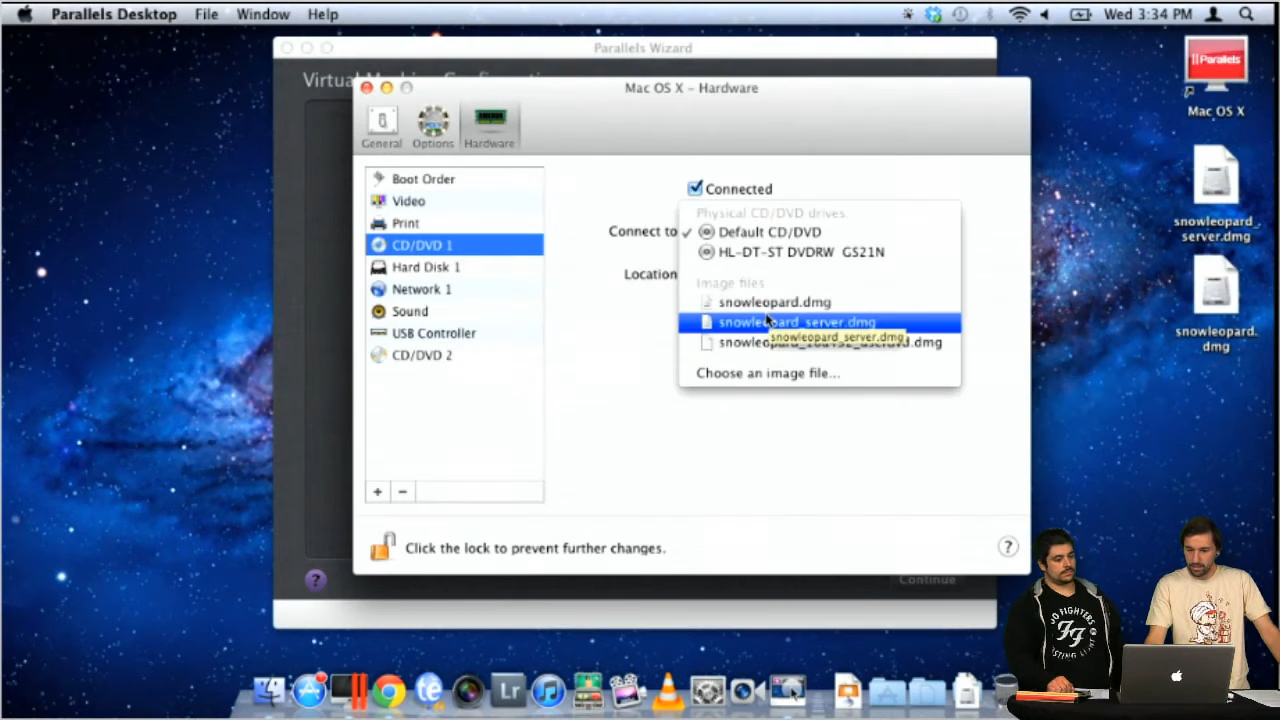 Parallels Desktop File Window Help Wed 3:34 PM
Parallels Wizard
Mac OS X – Hardware
General Options Hardware
Boot Order
Video
Print
CD/DVD 1
Hard Disk 1
Network 1
Sound
USB Controller
CD/DVD 2
+ −
Connected
Connect to
Location
Physical CD/DVD drives
✓ Default CD/DVD
HL-DT-ST DVDRW GS21N
Image files
snowleopard.dmg
snowleopard_server.dmg
snowleopard_server.dmg
Choose an image file...
Click the lock to prevent further changes.
?
?
Continue
Parallels
Mac OS X
snowleopard_
server.dmg
snowleopard.
dmg
te
Lr
FF